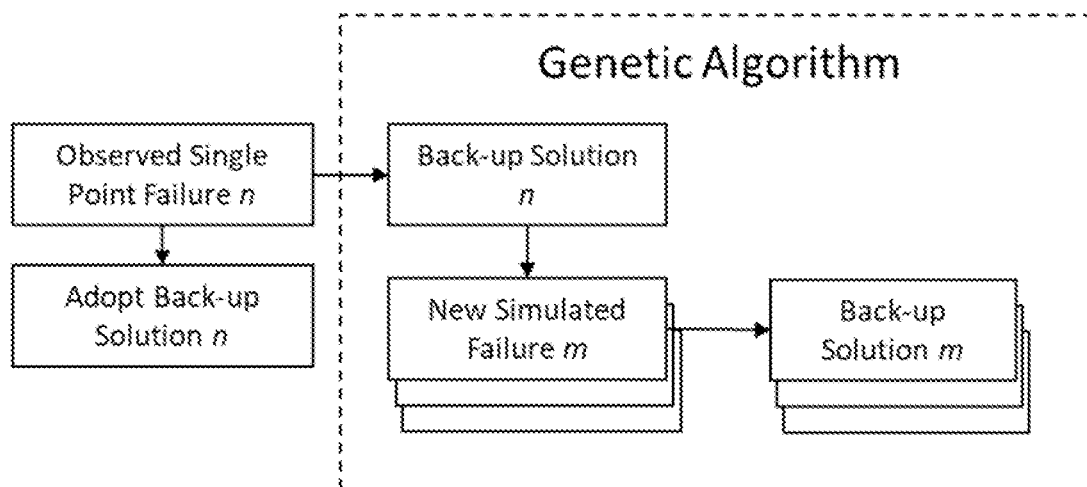 Genetic Algorithm
Observed Single
Point Failure n
Back-up Solution
n
Adopt Back-up
Solution n
New Simulated
Failure m
Back-up
Solution m